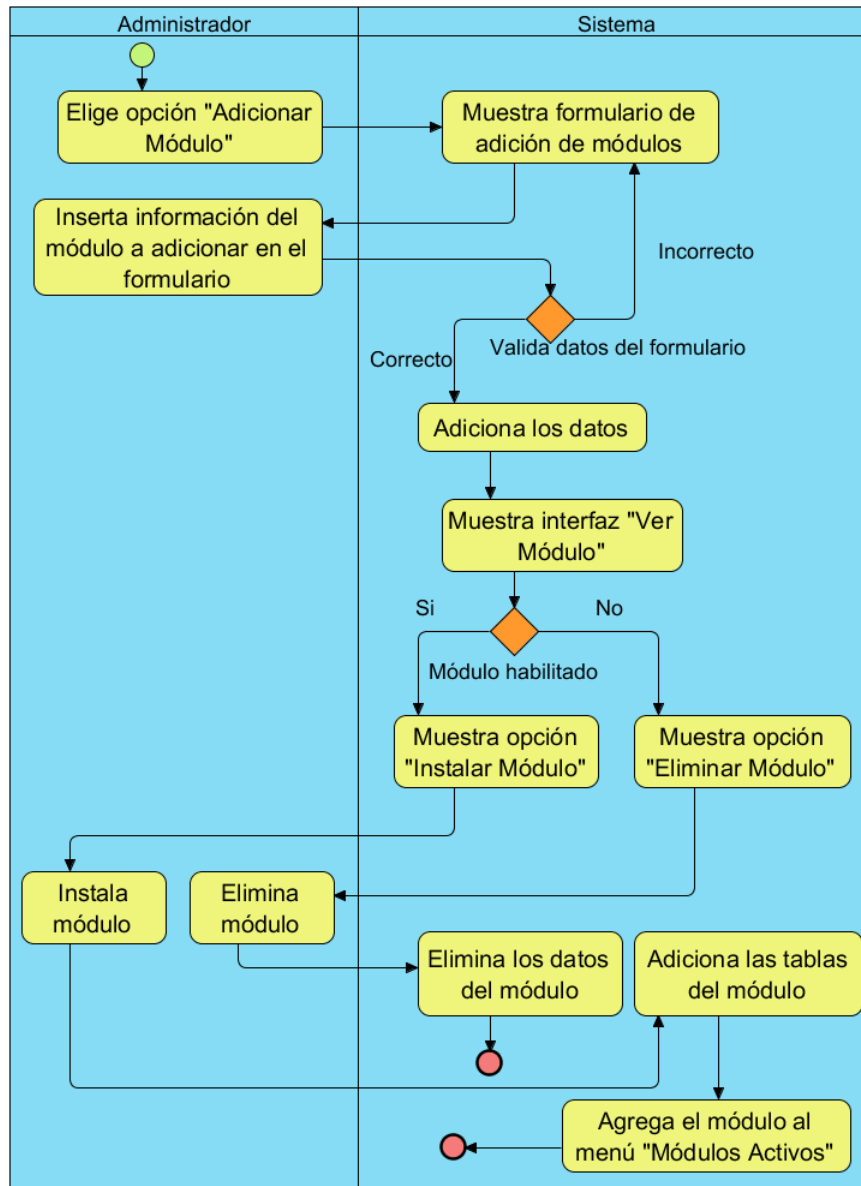 Administrador
Sistema
Elige opción "Adicionar
Módulo"
Muestra formulario de
adición de módulos
Inserta información del
módulo a adicionar en el
formulario
Incorrecto
Valida datos del formulario
Correcto
Adiciona los datos
Muestra interfaz "Ver
Módulo"
Si
No
Módulo habilitado
Muestra opción
"Instalar Módulo"
Muestra opción
"Eliminar Módulo"
Instala
módulo
Elimina
módulo
Elimina los datos
del módulo
Adiciona las tablas
del módulo
Agrega el módulo al
menú "Módulos Activos"